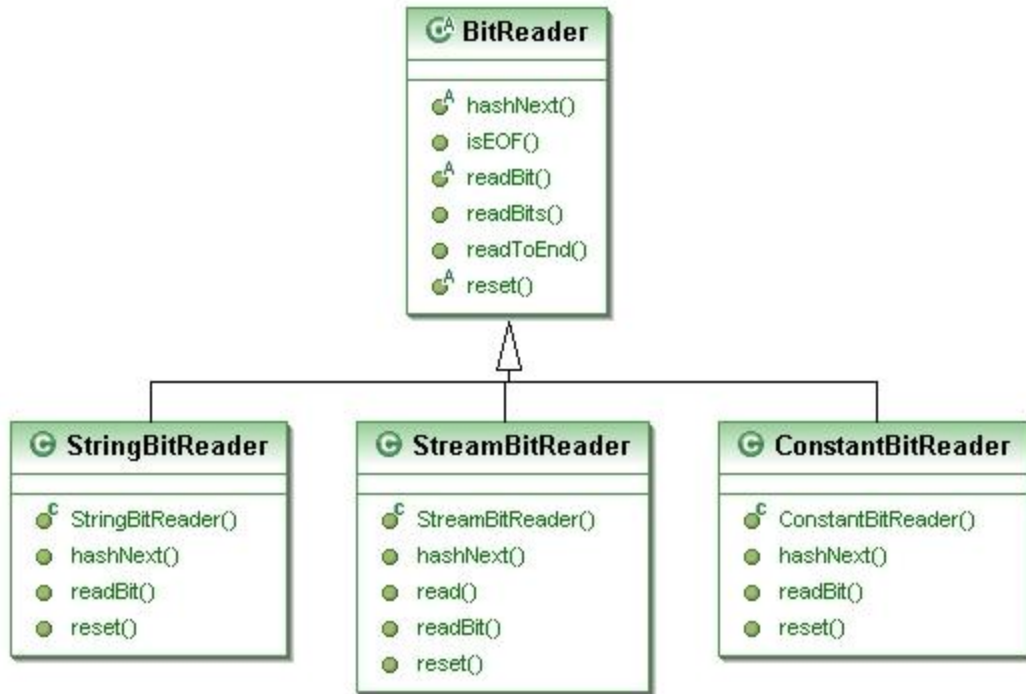 BitReader
hashNext()
isEOF()
readBit()
readBits()
readToEnd()
reset()
StringBitReader
StringBitReader()
hashNext()
readBit()
reset()
StreamBitReader
StreamBitReader()
hashNext()
read()
readBit()
reset()
ConstantBitReader
ConstantBitReader()
hashNext()
readBit()
reset()